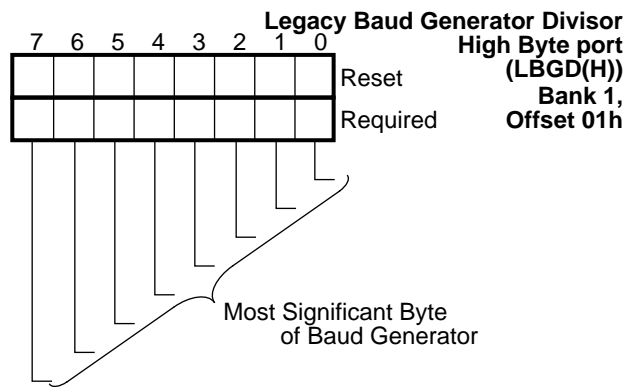 Legacy Baud Generator Divisor
High Byte port
(LBGD(H))
Bank 1,
Offset 01h
7 6 5 4 3 2 1 0
Reset
Required
Most Significant Byte
of Baud Generator